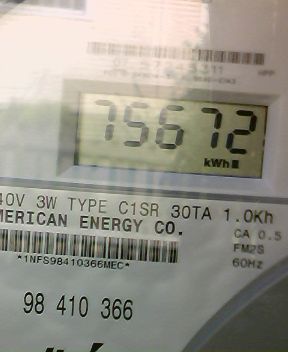 75672
kWh
40V 3W TYPE C1SR 30TA 1.0Kh
MERICAN ENERGY CO.
CA 0.5
FM2S
60Hz
*1NFS98410366MEC*
98 410 366